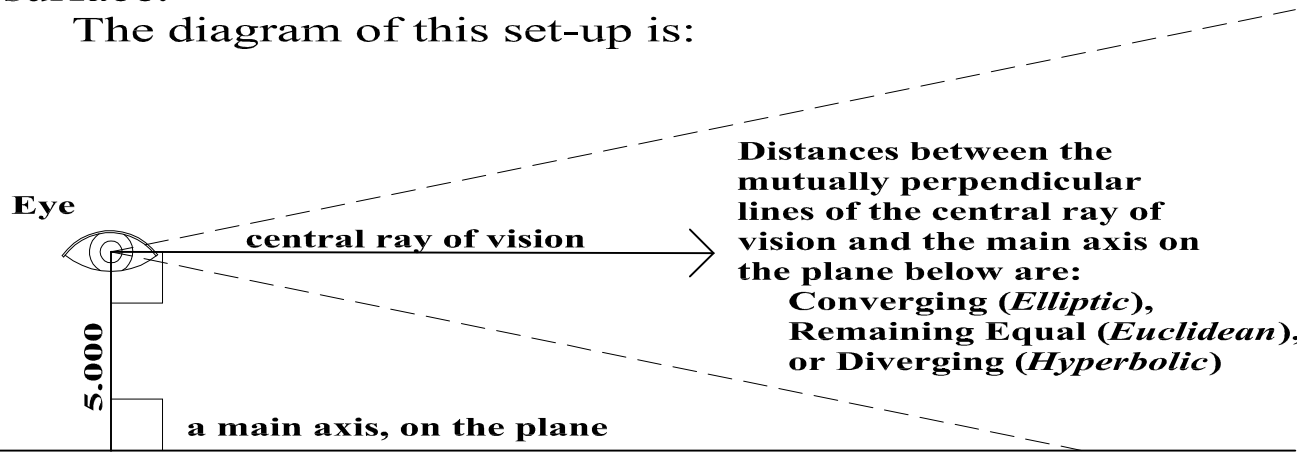 The diagram of this set-up is:
Distances between the
mutually perpendicular
Eye
lines of the central ray of
central ray of vision
vision and the main axis on
the plane below are:
Converging (Elliptic),
Remaining Equal (Euclidean),
or Diverging (Hyperbolic)
5.000
a main axis, on the plane